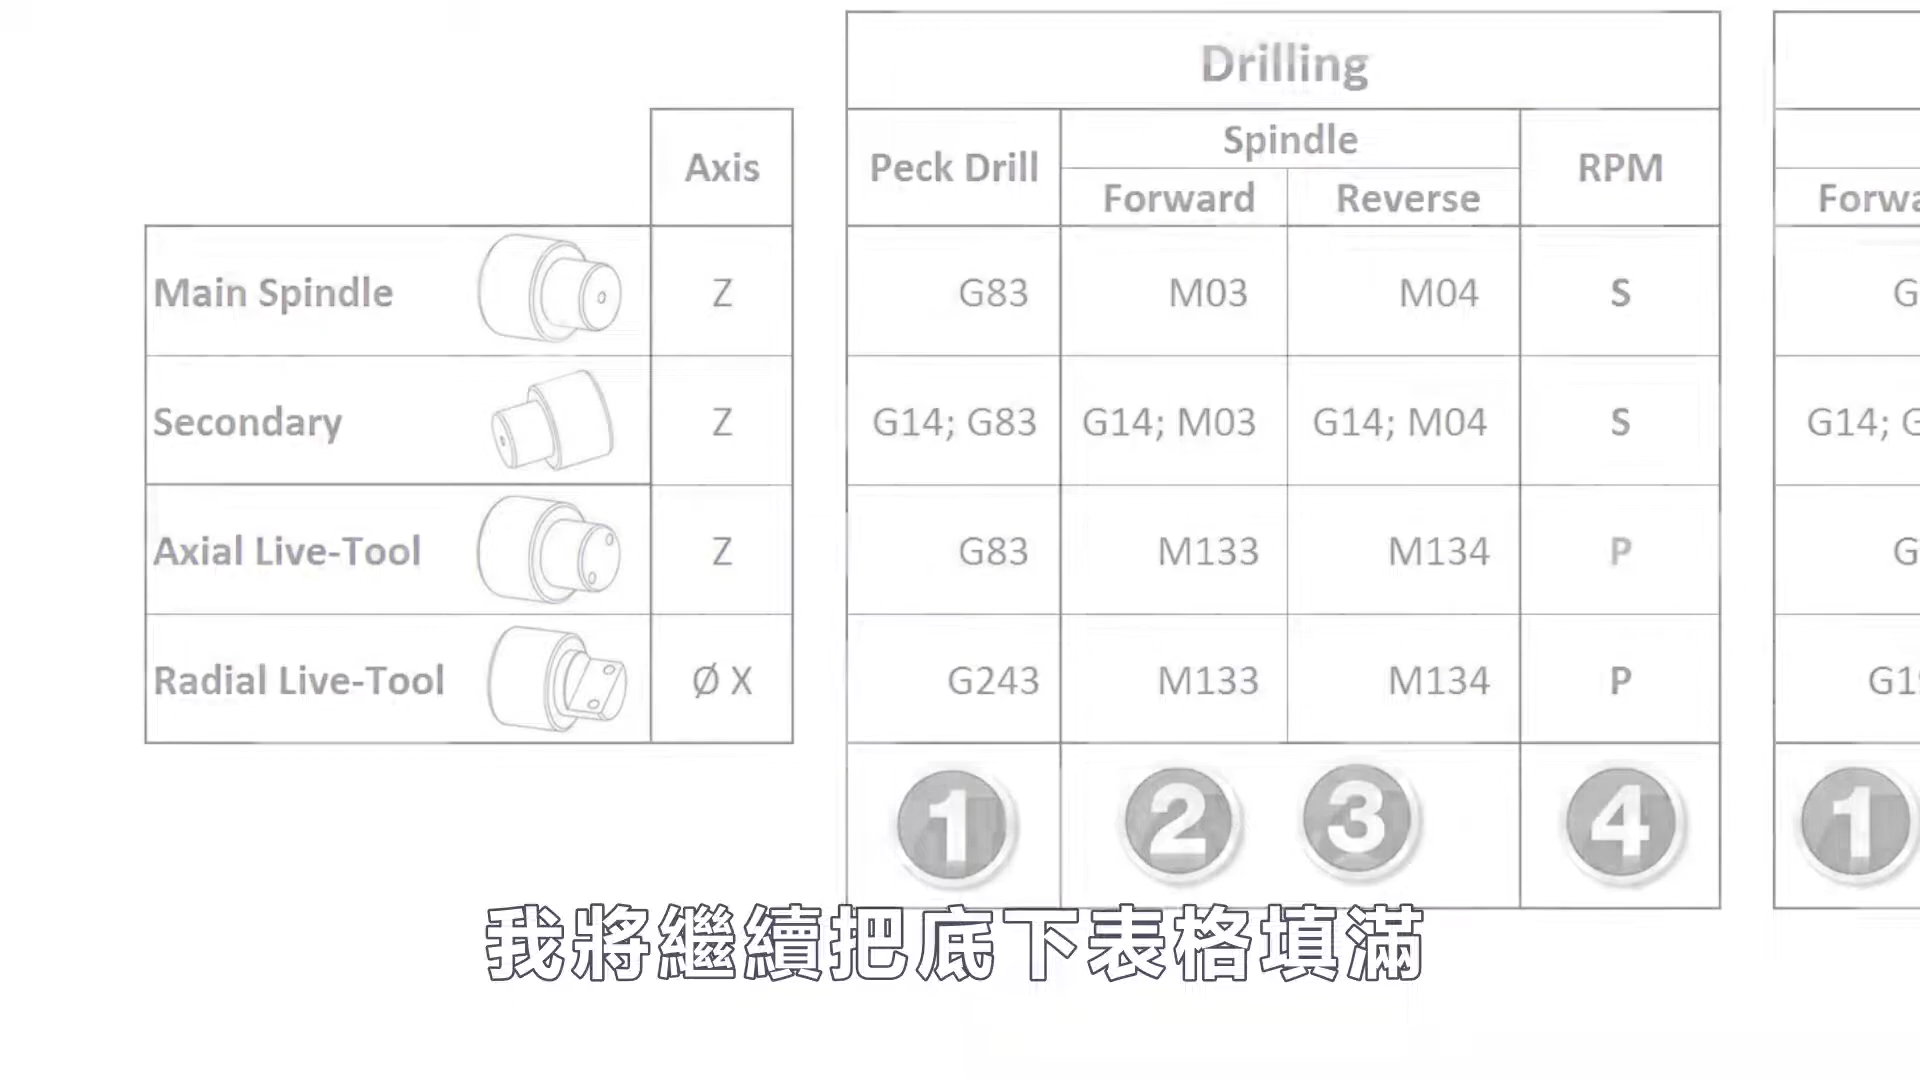 Drilling
Axis
Peck Drill
Spindle
RPM
Forward
Reverse
Main Spindle
Z
G83
M03
M04
S
Secondary
Z
G14; G83
G14; M03
G14; M04
S
G14;
Axial Live-Tool
Z
G83
M133
M134
P
Radial Live-Tool
Ø X
G243
M133
M134
P
1
2
3
4
1
我將繼續把底下表格填滿